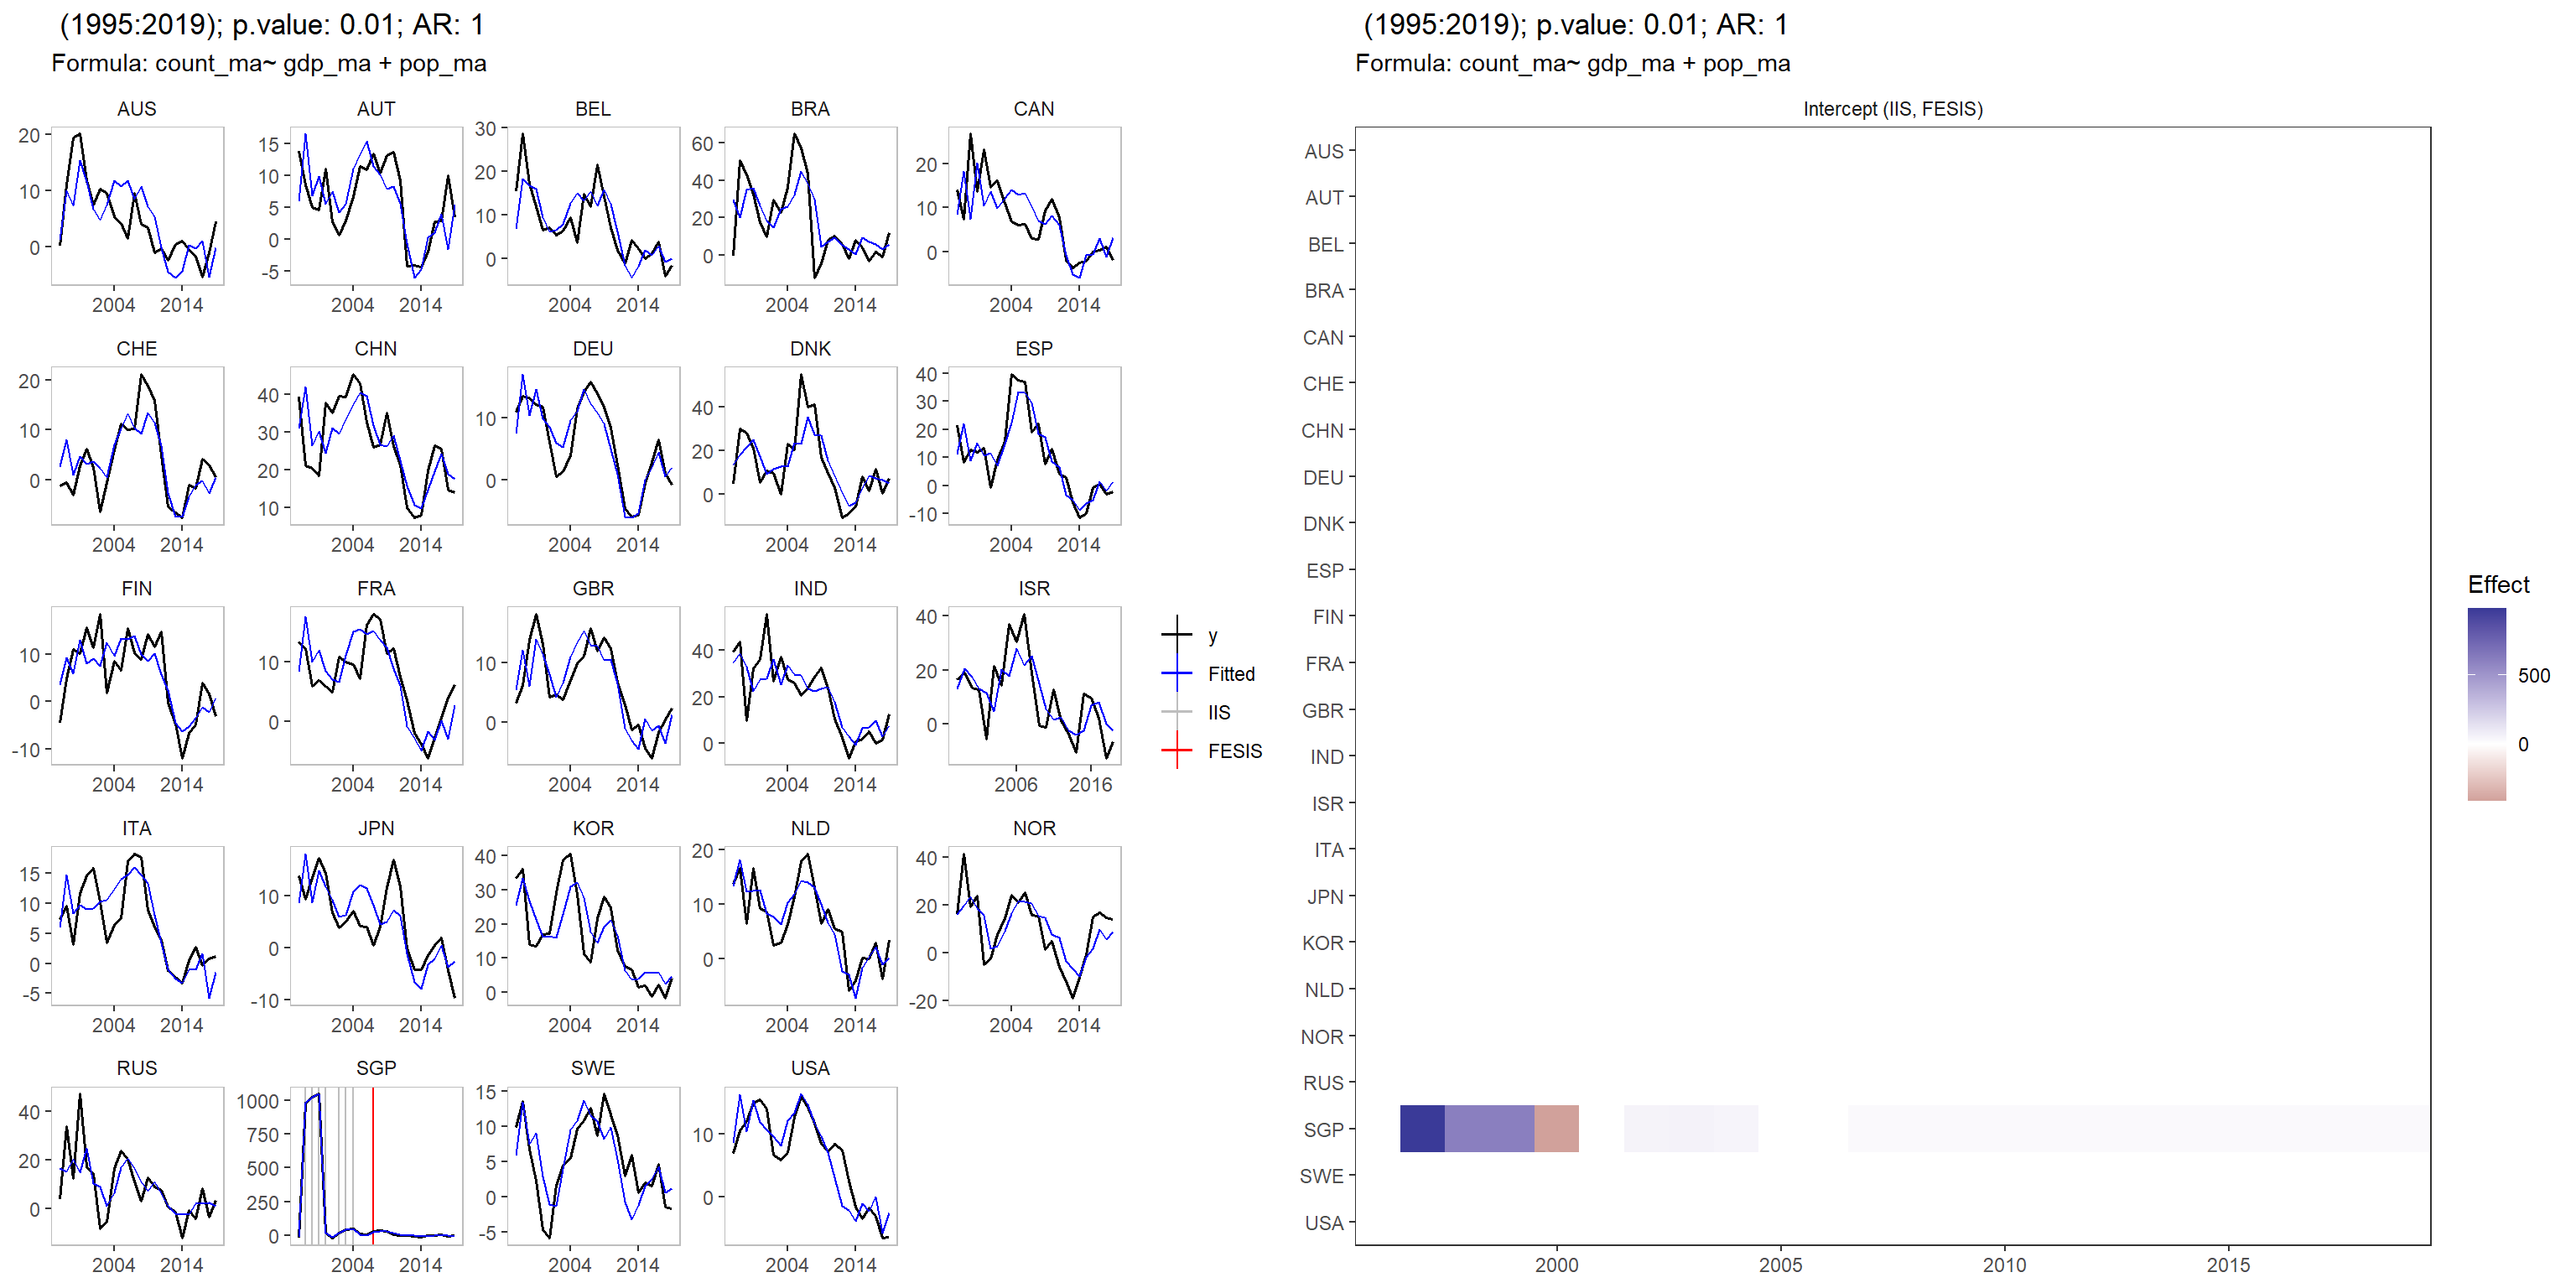 (1995:2019); p.value: 0.01; AR: 1
Formula: count_ma~ gdp_ma + pop_ma
AUS AUT BEL BRA CAN
20 10 0
15 10 5 0 -5
30 20 10 0
60 40 20 0
20 10 0
2004 2014 2004 2014 2004 2014 2004 2014 2004 2014
CHE CHN DEU DNK ESP
20 10 0
40 30 20 10
10 0
40 20 0
40 30 20 10 0 -10
2004 2014 2004 2014 2004 2014 2004 2014 2004 2014
FIN FRA GBR IND ISR
10 0 -10
10 0
10 0
40 20 0
40 20 0
2004 2014 2004 2014 2004 2014 2004 2014 2006 2016
ITA JPN KOR NLD NOR
15 10 5 0 -5
10 0 -10
40 30 20 10 0
20 10 0
40 20 0 -20
2004 2014 2004 2014 2004 2014 2004 2014 2004 2014
RUS SGP SWE USA
40 20 0
1000 750 500 250 0
15 10 5 0 -5
10 0
2004 2014 2004 2014 2004 2014 2004 2014
y
Fitted
IIS
FESIS
(1995:2019); p.value: 0.01; AR: 1
Formula: count_ma~ gdp_ma + pop_ma
Intercept (IIS, FESIS)
AUS
AUT
BEL
BRA
CAN
CHE
CHN
DEU
DNK
ESP
FIN
FRA
GBR
IND
ISR
ITA
JPN
KOR
NLD
NOR
RUS
SGP
SWE
USA
2000 2005 2010 2015
Effect
500
0